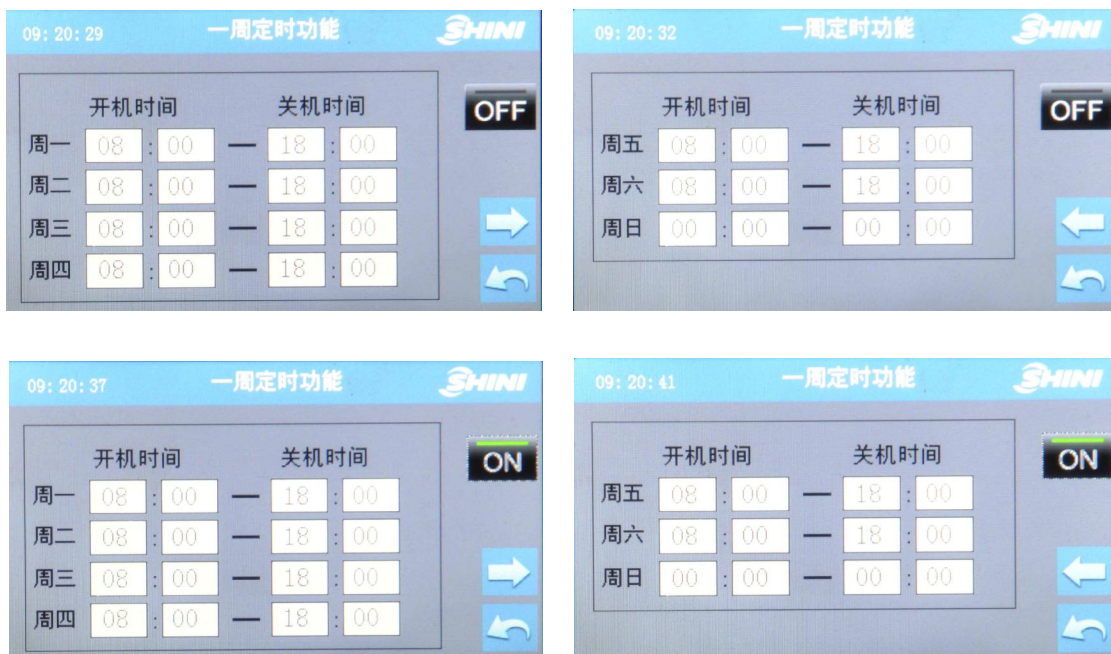 09:20:29 一周定时功能 SHINI
开机时间 关机时间 OFF
周一 08 : 00 — 18 : 00
周二 08 : 00 — 18 : 00
周三 08 : 00 — 18 : 00
周四 08 : 00 — 18 : 00
09:20:32 一周定时功能 SHINI
开机时间 关机时间 OFF
周五 08 : 00 — 18 : 00
周六 08 : 00 — 18 : 00
周日 00 : 00 — 00 : 00
09:20:37 一周定时功能 SHINI
开机时间 关机时间 ON
周一 08 : 00 — 18 : 00
周二 08 : 00 — 18 : 00
周三 08 : 00 — 18 : 00
周四 08 : 00 — 18 : 00
09:20:41 一周定时功能 SHINI
开机时间 关机时间 ON
周五 08 : 00 — 18 : 00
周六 08 : 00 — 18 : 00
周日 00 : 00 — 00 : 00